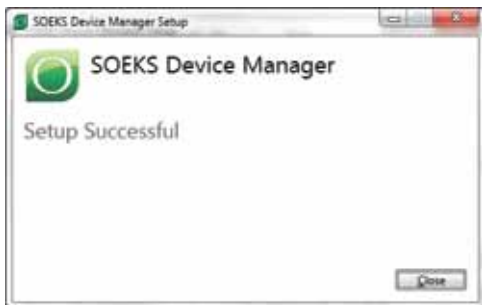 SOEKS Device Manager Setup
SOEKS Device Manager
Setup Successful
Close